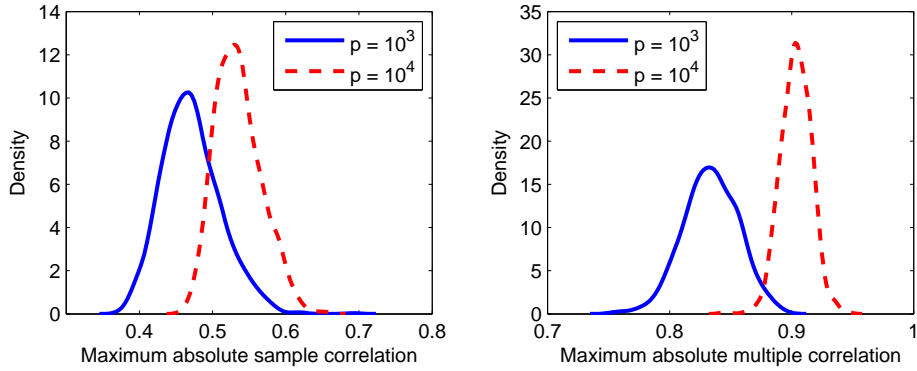 14
12
10
8
6
4
2
0
Density
p = 10³
p = 10⁴
0.4 0.5 0.6 0.7 0.8
Maximum absolute sample correlation
35
30
25
20
15
10
5
0
Density
p = 10³
p = 10⁴
0.7 0.8 0.9 1
Maximum absolute multiple correlation